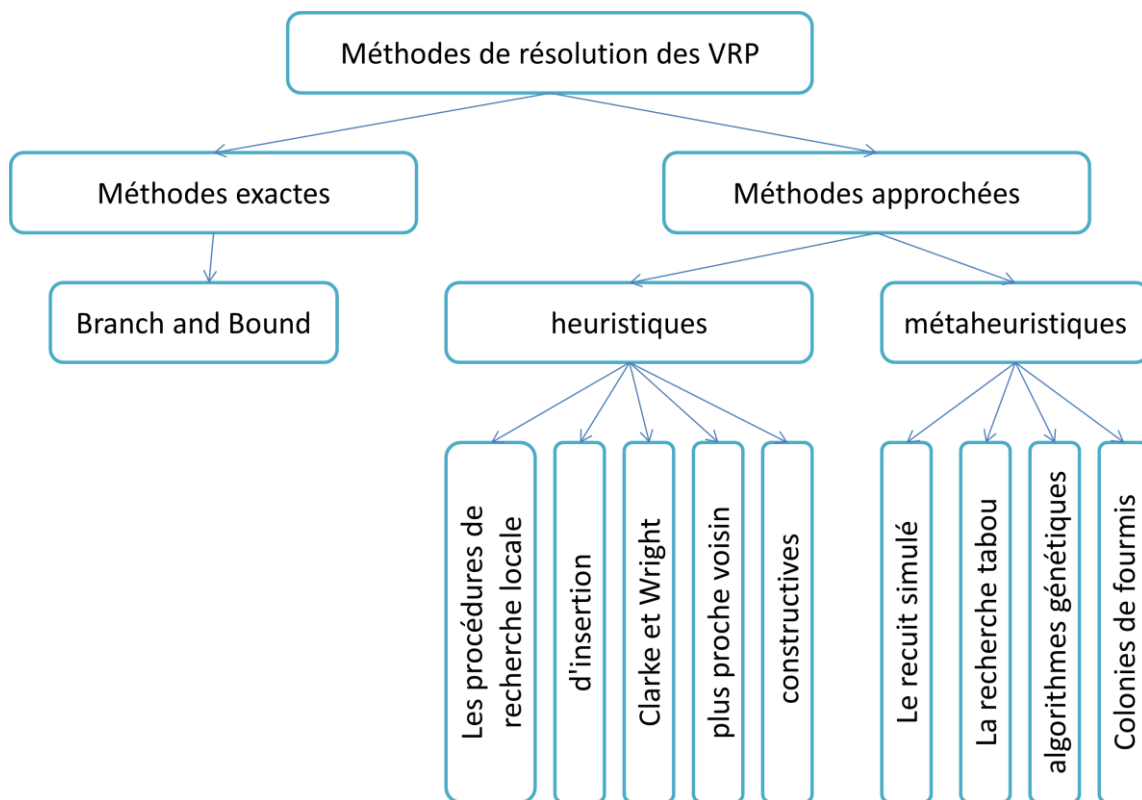 Méthodes de résolution des VRP
Méthodes exactes
Méthodes approchées
Branch and Bound
heuristiques
métaheuristiques
Les procédures de
recherche locale
d'insertion
Clarke et Wright
plus proche voisin
constructives
Le recuit simulé
La recherche tabou
algorithmes génétiques
Colonies de fourmis